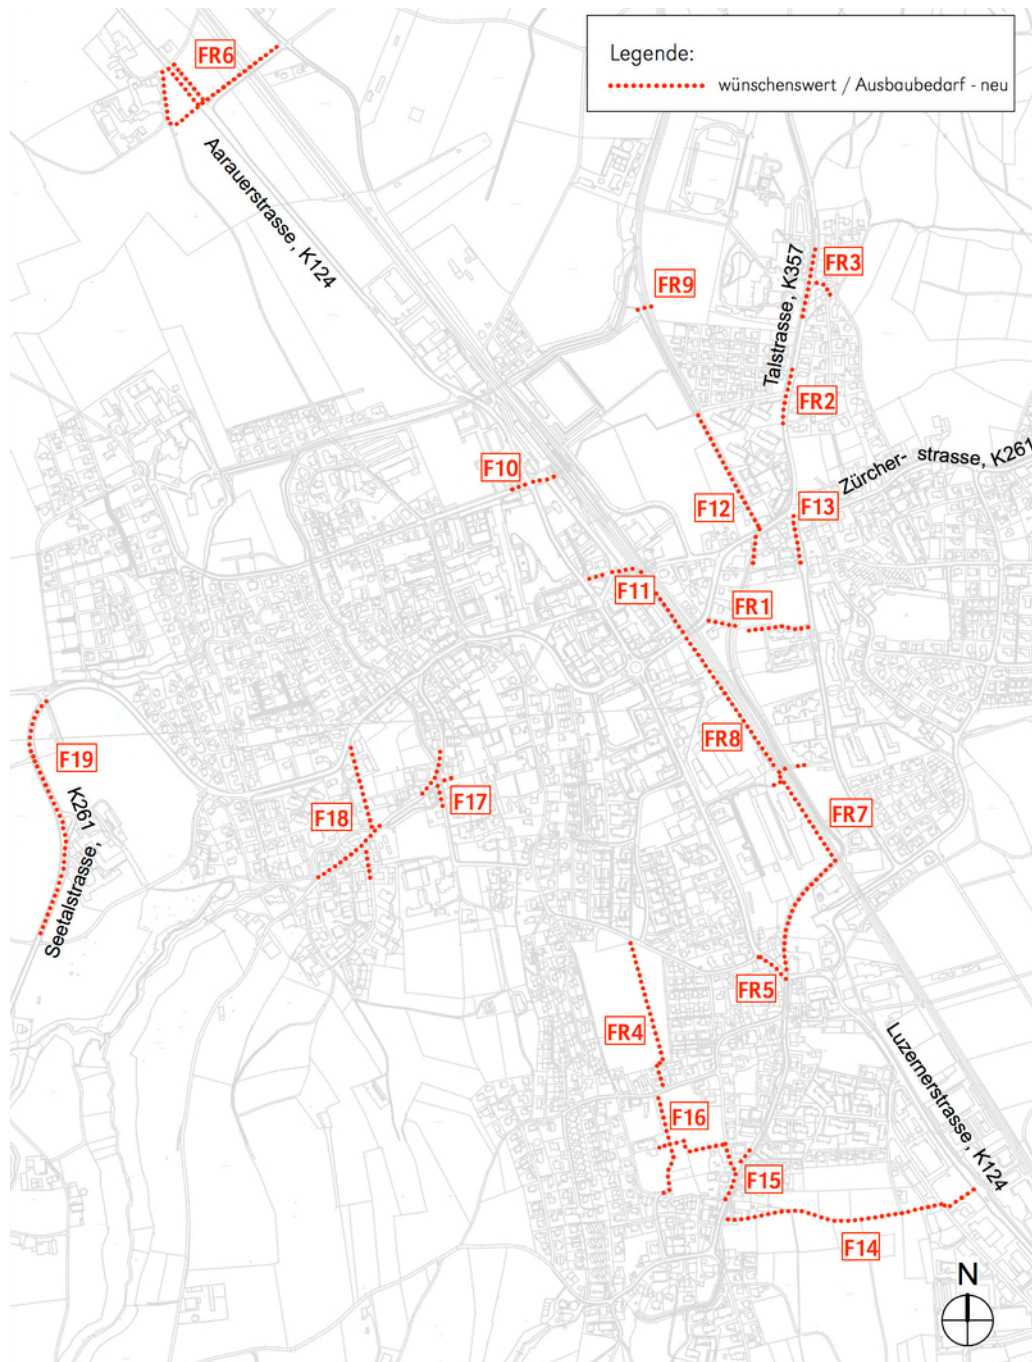 Legende:
wünschenswert / Ausbaubedarf - neu
FR6
Aarauerstrasse, K124
FR9
FR3
Talstrasse, K357
FR2
Zürcher- strasse, K261
F10
F12
F13
F11
FR1
FR8
F19
K261
Seetalstrasse,
F18
F17
FR7
FR5
FR4
Luzernerstrasse, K124
F16
F15
F14
N